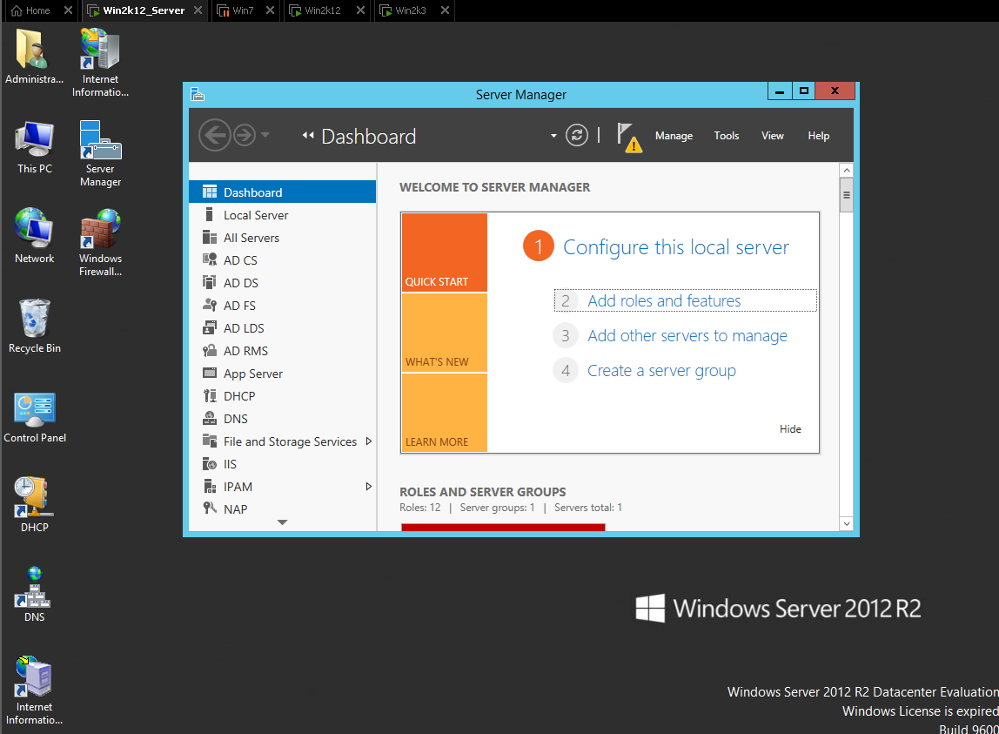 Home
Win2k12_Server
Win7
Win2k12
Win2k3
Administra...
Internet
Informatio...
This PC
Server
Manager
Network
Windows
Firewall...
Recycle Bin
Control Panel
DHCP
DNS
Internet
Informatio...
Server Manager
Dashboard
Manage
Tools
View
Help
Dashboard
Local Server
All Servers
AD CS
AD DS
AD FS
AD LDS
AD RMS
App Server
DHCP
DNS
File and Storage Services
IIS
IPAM
NAP
WELCOME TO SERVER MANAGER
QUICK START
WHAT'S NEW
LEARN MORE
1 Configure this local server
2 Add roles and features
3 Add other servers to manage
4 Create a server group
Hide
ROLES AND SERVER GROUPS
Roles: 12 | Server groups: 1 | Servers total: 1
Windows Server 2012 R2
Windows Server 2012 R2 Datacenter Evaluation
Windows License is expired
Build 9600